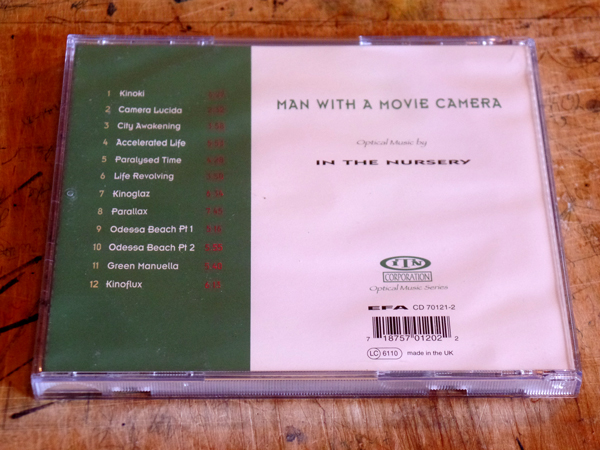 1 Kinoki
2 Camera Lucida
3 City Awakening
4 Accelerated Life
5 Paralysed Time
6 Life Revolving
7 Kinoglaz
8 Parallax
9 Odessa Beach Pt 1
10 Odessa Beach Pt 2
11 Green Manuella
12 Kinoflux
MAN WITH A MOVIE CAMERA
Optical Music by
IN THE NURSERY
ITN
CORPORATION
Optical Music Series
EFA CD 70121-2
7 18757 01202 2
LC 6110 made in the UK